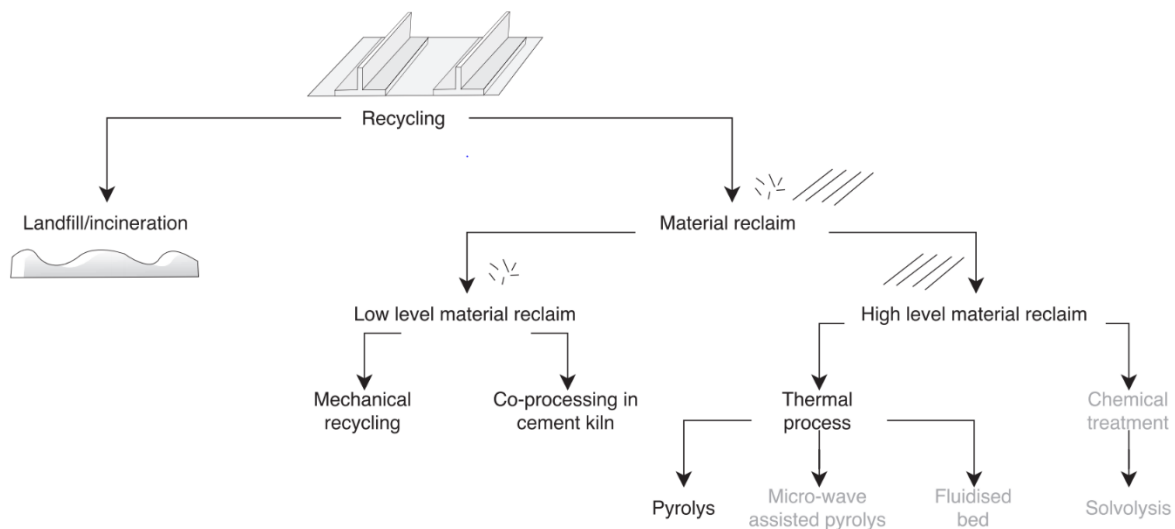 Recycling
Landfill/incineration
Material reclaim
Low level material reclaim
High level material reclaim
Mechanical
recycling
Co-processing in
cement kiln
Thermal
process
Chemical
treatment
Pyrolys
Micro-wave
assisted pyrolys
Fluidised
bed
Solvolysis